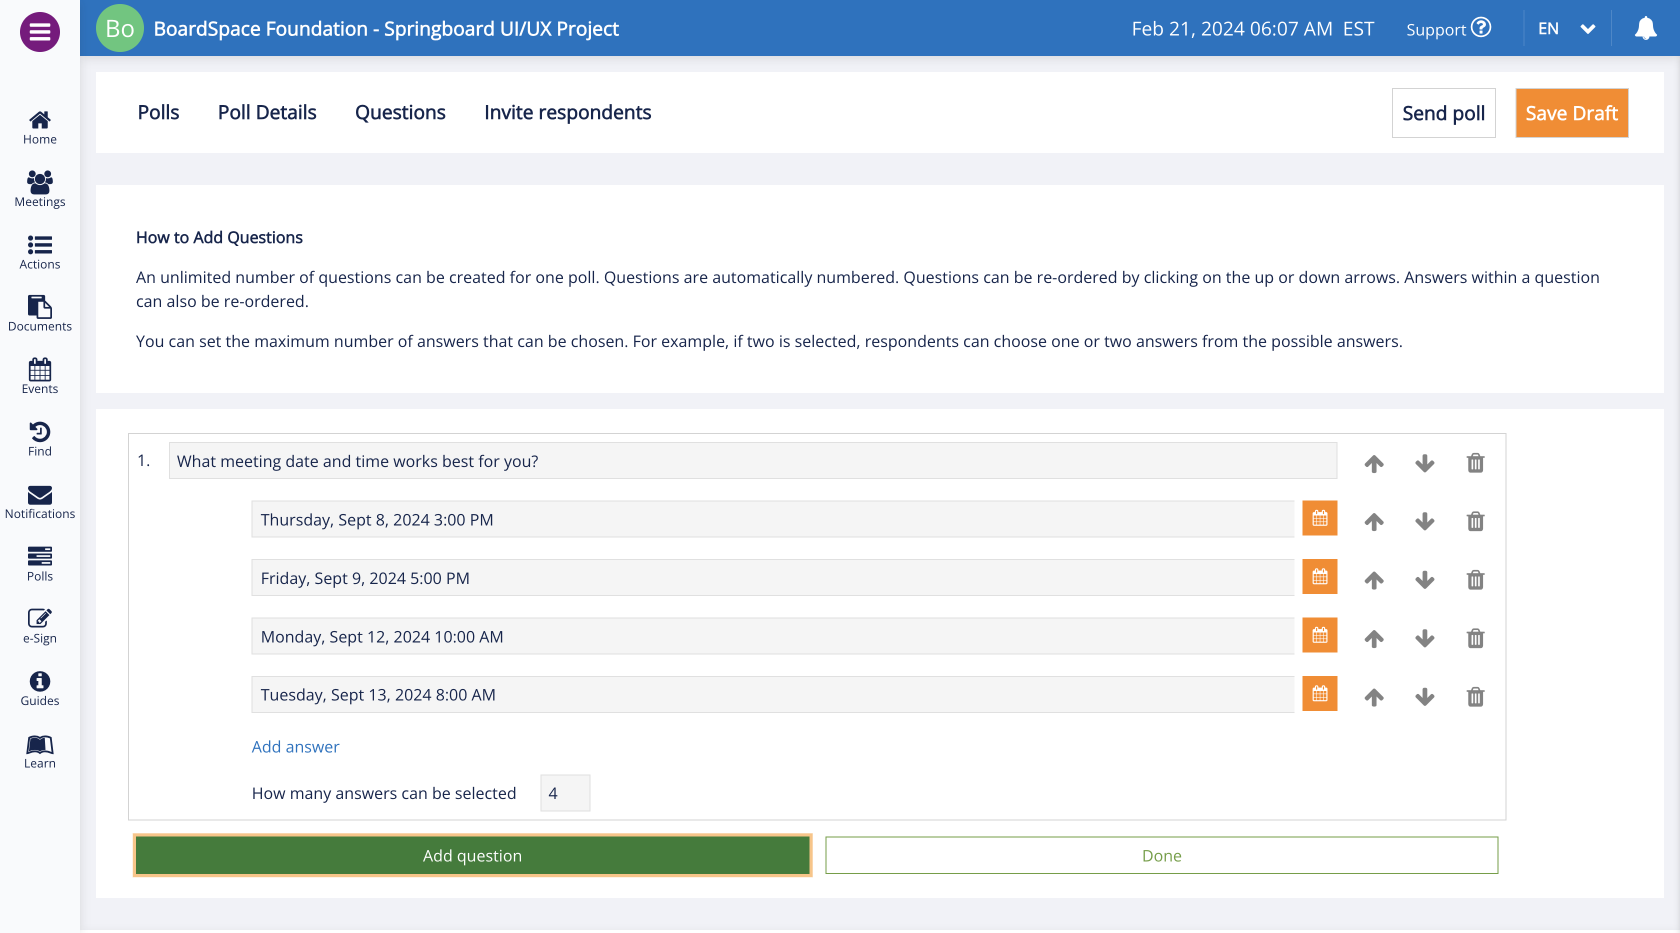 Bo BoardSpace Foundation - Springboard UI/UX Project Feb 21, 2024 06:07 AM EST Support EN
Polls Poll Details Questions Invite respondents Send poll Save Draft
Home
Meetings
Actions
Documents
Events
Find
Notifications
Polls
e-Sign
Guides
Learn
How to Add Questions
An unlimited number of questions can be created for one poll. Questions are automatically numbered. Questions can be re-ordered by clicking on the up or down arrows. Answers within a question
can also be re-ordered.
You can set the maximum number of answers that can be chosen. For example, if two is selected, respondents can choose one or two answers from the possible answers.
1. What meeting date and time works best for you?
Thursday, Sept 8, 2024 3:00 PM
Friday, Sept 9, 2024 5:00 PM
Monday, Sept 12, 2024 10:00 AM
Tuesday, Sept 13, 2024 8:00 AM
Add answer
How many answers can be selected 4
Add question Done